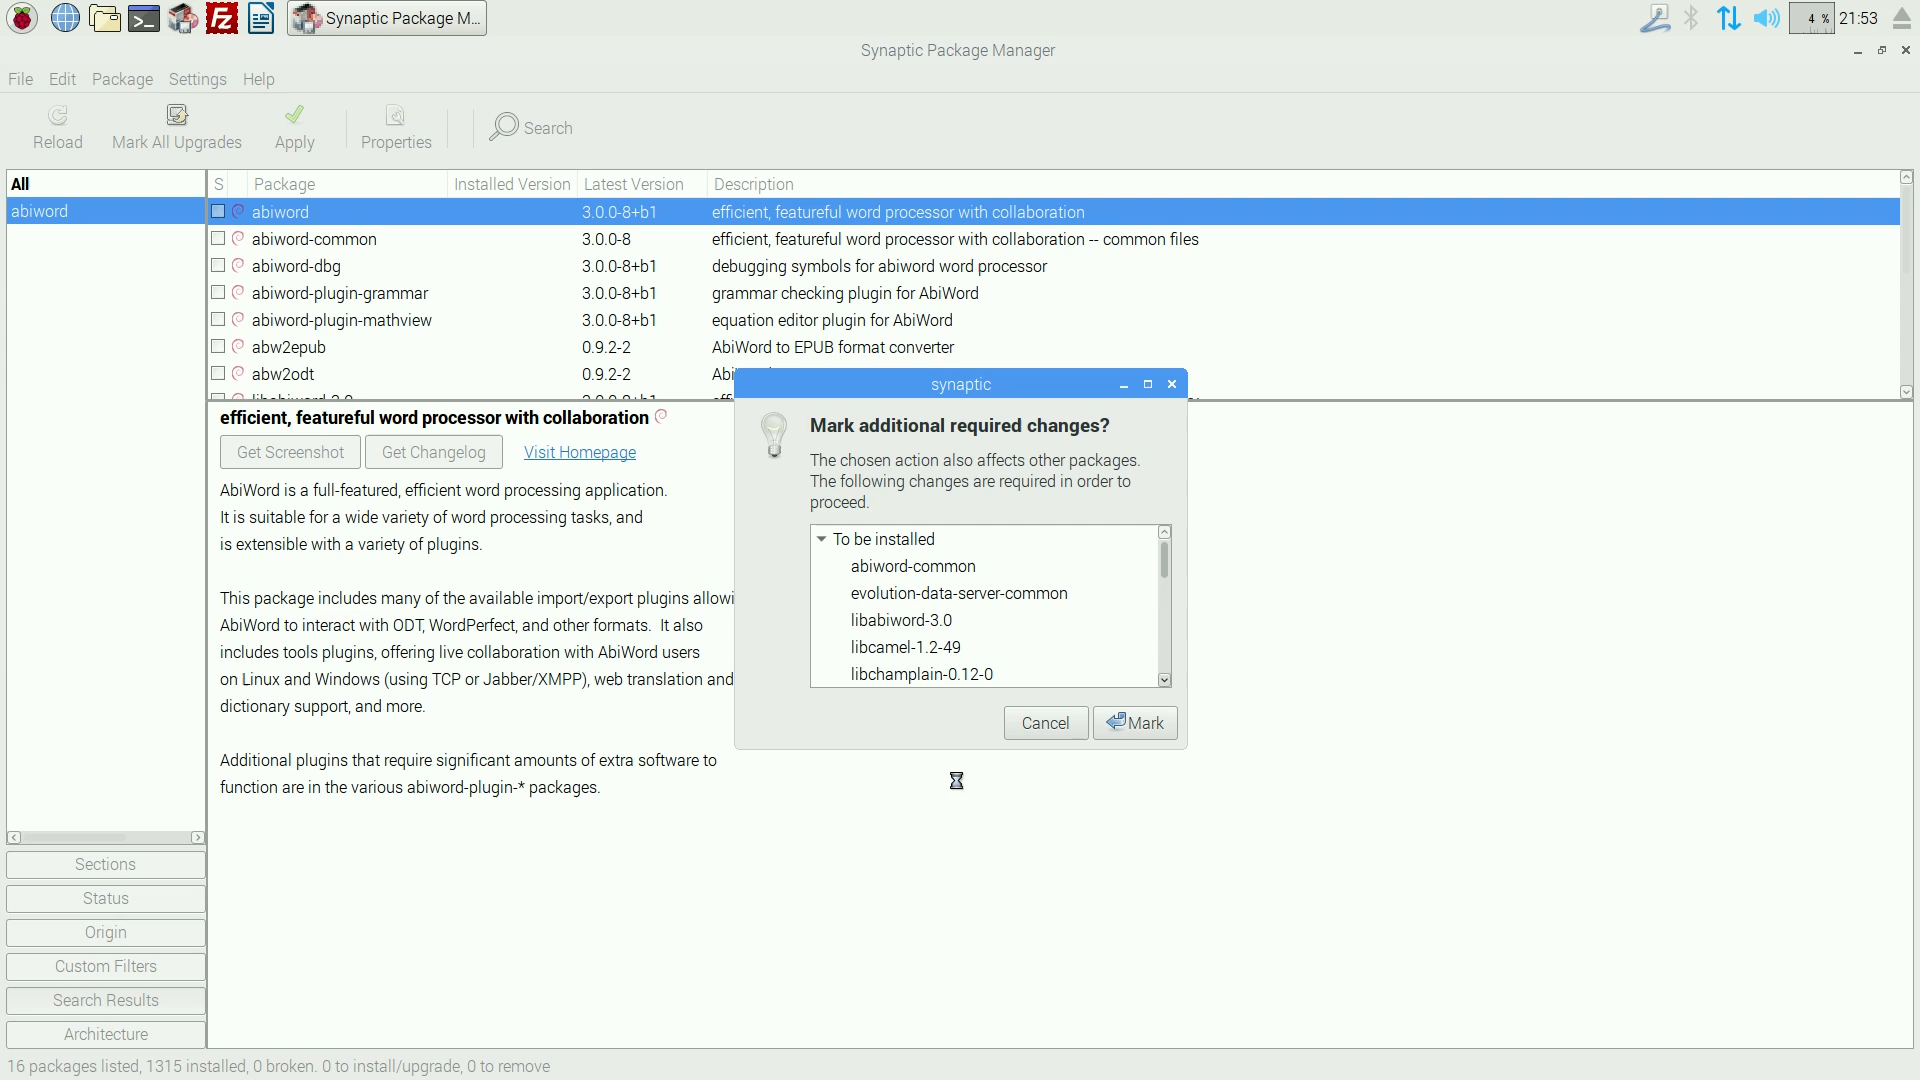 Synaptic Package M...
4 %
21:53
Synaptic Package Manager
File Edit Package Settings Help
Reload
Mark All Upgrades
Apply
Properties
Search
All
abiword
S Package Installed Version Latest Version Description
abiword 3.0.0-8+b1 efficient, featureful word processor with collaboration
abiword-common 3.0.0-8 efficient, featureful word processor with collaboration -- common files
abiword-dbg 3.0.0-8+b1 debugging symbols for abiword word processor
abiword-plugin-grammar 3.0.0-8+b1 grammar checking plugin for AbiWord
abiword-plugin-mathview 3.0.0-8+b1 equation editor plugin for AbiWord
abw2epub 0.9.2-2 AbiWord to EPUB format converter
abw2odt 0.9.2-2
efficient, featureful word processor with collaboration
Get Screenshot Get Changelog Visit Homepage
AbiWord is a full-featured, efficient word processing application.
It is suitable for a wide variety of word processing tasks, and
is extensible with a variety of plugins.
This package includes many of the available import/export plugins allowi
AbiWord to interact with ODT, WordPerfect, and other formats. It also
includes tools plugins, offering live collaboration with AbiWord users
on Linux and Windows (using TCP or Jabber/XMPP), web translation and
dictionary support, and more.
Additional plugins that require significant amounts of extra software to
function are in the various abiword-plugin-* packages.
synaptic
Mark additional required changes?
The chosen action also affects other packages.
The following changes are required in order to
proceed.
To be installed
abiword-common
evolution-data-server-common
libabiword-3.0
libcamel-1.2-49
libchamplain-0.12-0
Cancel Mark
Sections
Status
Origin
Custom Filters
Search Results
Architecture
16 packages listed, 1315 installed, 0 broken. 0 to install/upgrade, 0 to remove